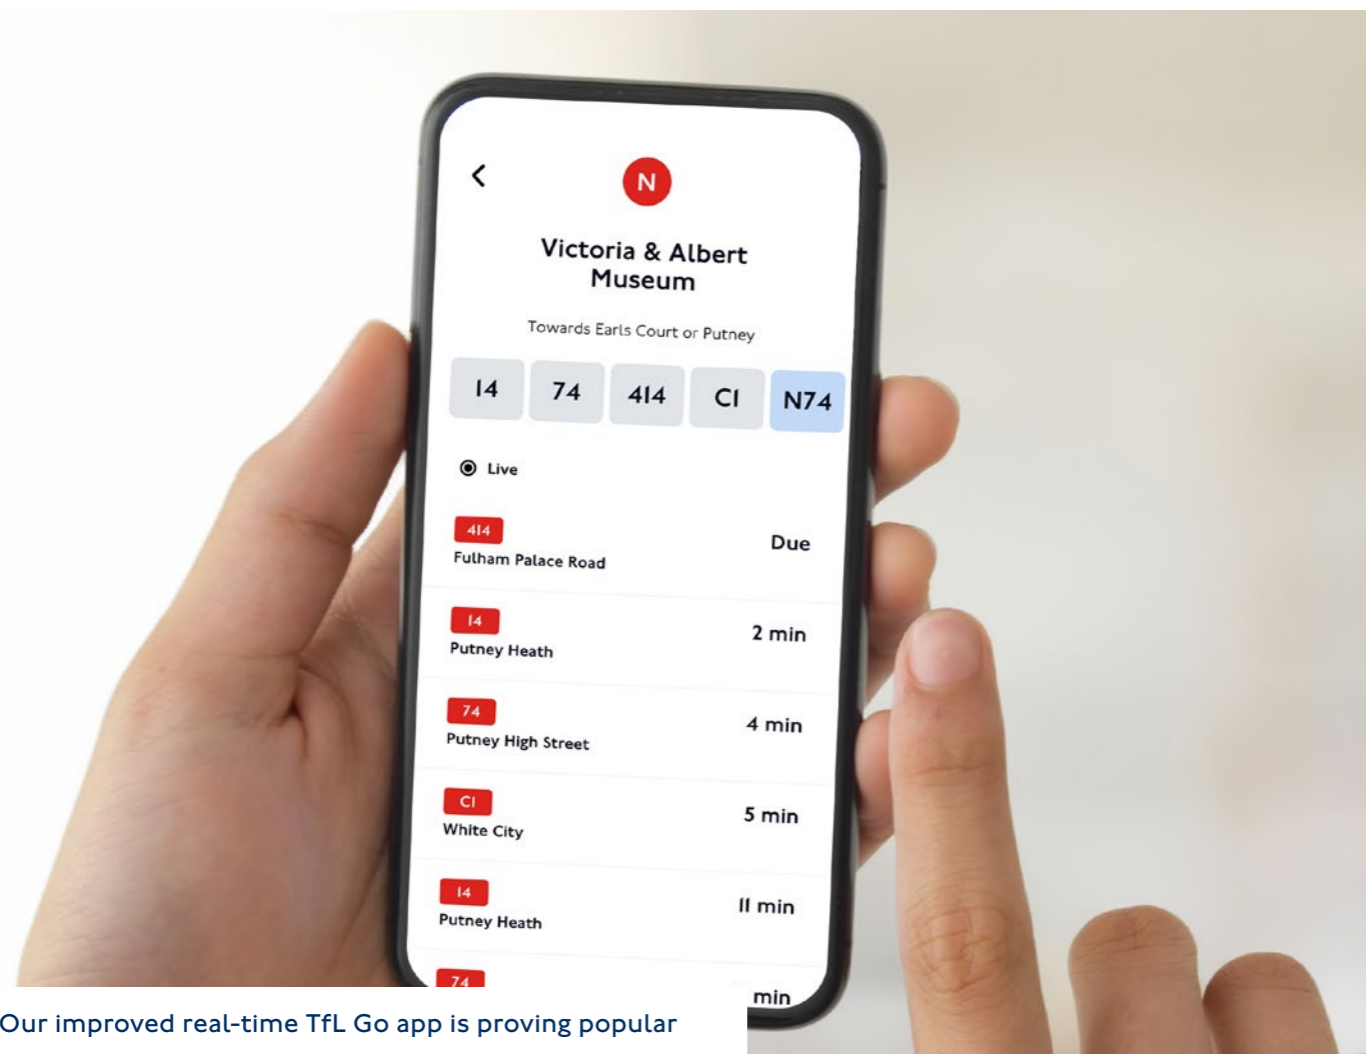 N
Victoria & Albert
Museum
Towards Earls Court or Putney
14 74 414 C1 N74
Live
414
Due
Fulham Palace Road
14
2 min
Putney Heath
74
4 min
Putney High Street
C1
5 min
White City
14
11 min
Putney Heath
74
min
Our improved real-time TfL Go app is proving popular